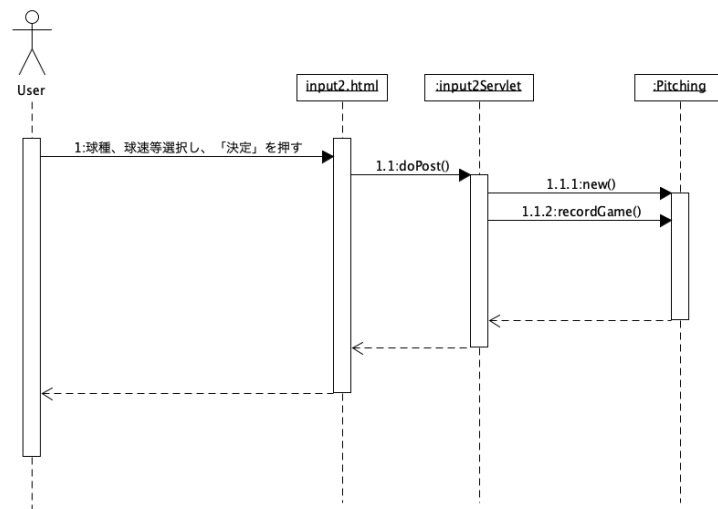 User
input2.html
:input2Servlet
:Pitching
1:球種、球速等選択し、「決定」を押す
1.1:doPost()
1.1.1:new()
1.1.2:recordGame()